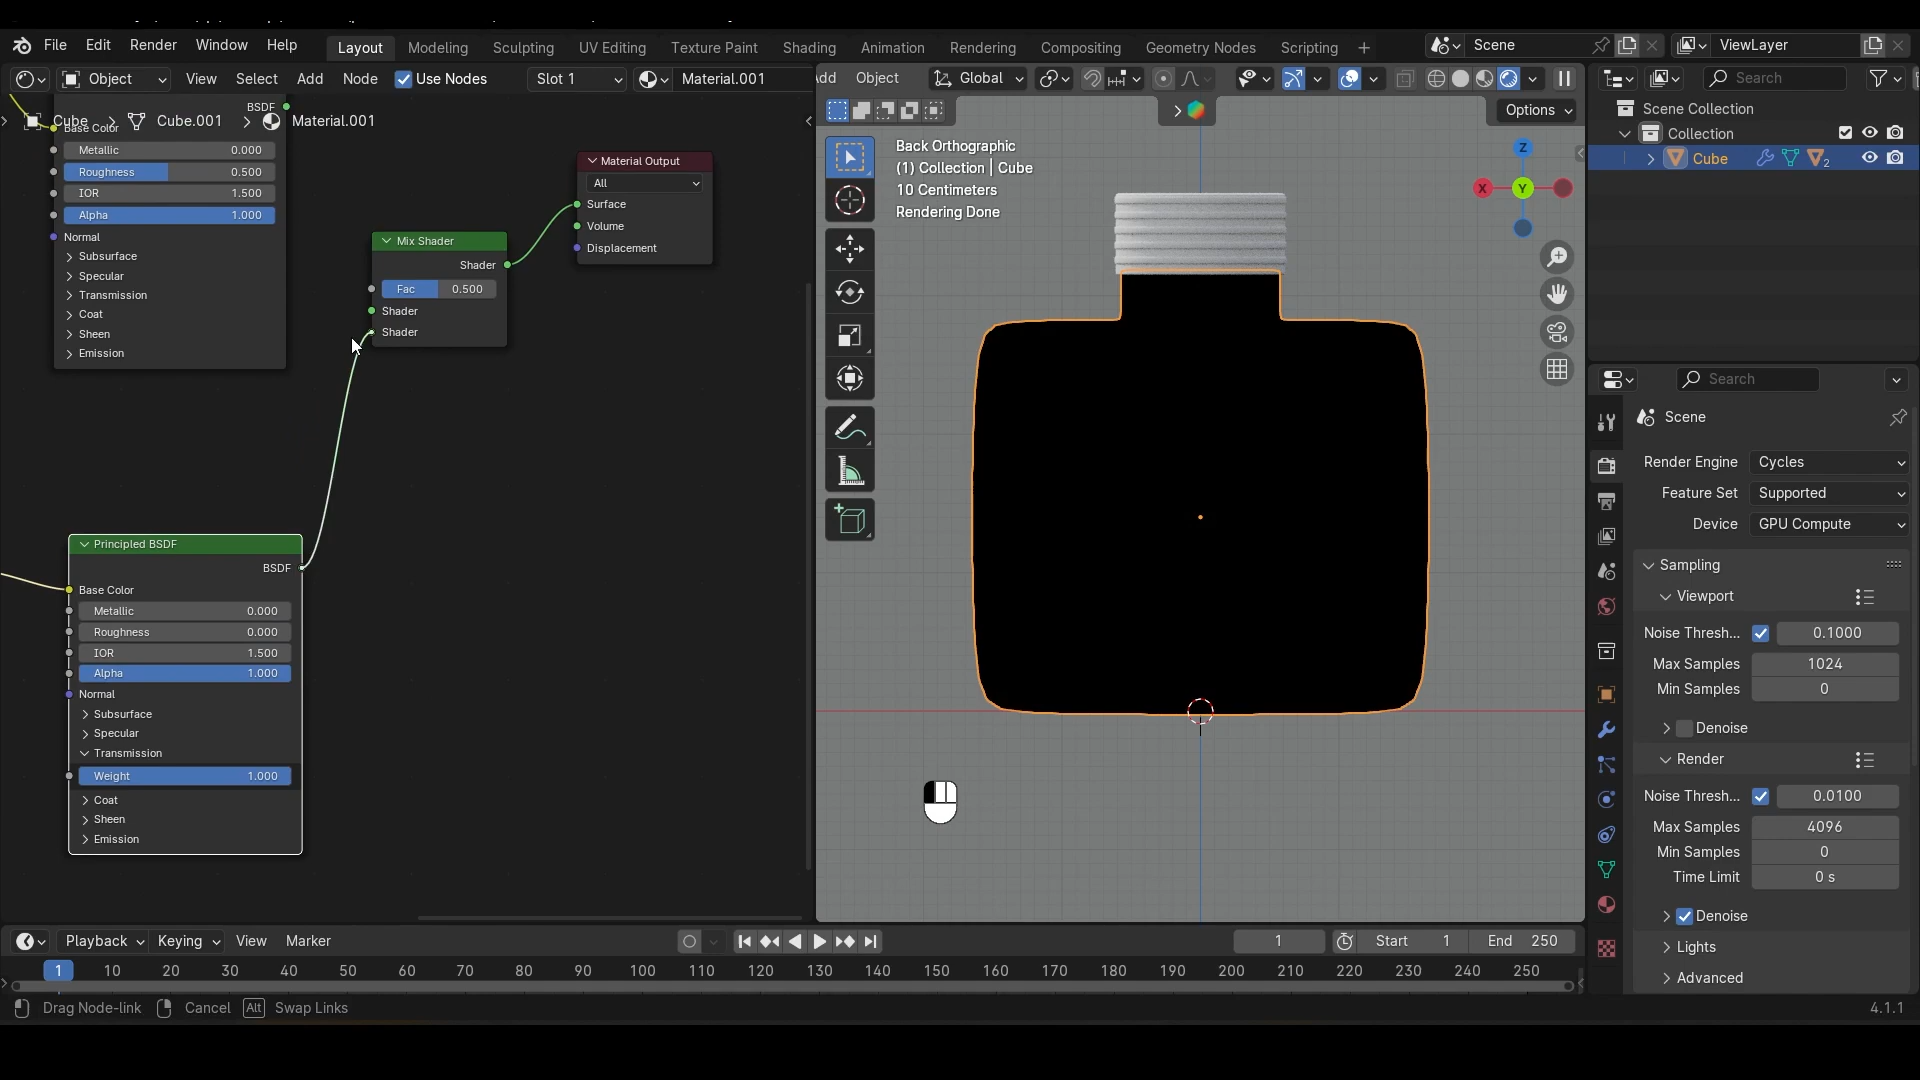 File Edit Render Window Help Layout Modeling Sculpting UV Editing Texture Paint Shading Animation Rendering Compositing Geometry Nodes Scripting + Scene ViewLayer
Object View Select Add Node Use Nodes Slot 1 Material.001
dd Object Global
Search
BSDF
Cube > Cube.001 > Material.001
Base Color
Metallic 0.000
Roughness 0.500
IOR 1.500
Alpha 1.000
Normal
Subsurface
Specular
Transmission
Coat
Sheen
Emission
Mix Shader
Shader
Fac 0.500
Shader
Shader
Material Output
All
Surface
Volume
Displacement
Principled BSDF
BSDF
Base Color
Metallic 0.000
Roughness 0.000
IOR 1.500
Alpha 1.000
Normal
Subsurface
Specular
Transmission
Weight 1.000
Coat
Sheen
Emission
Options
Back Orthographic
(1) Collection | Cube
10 Centimeters
Rendering Done
Z
X
Y
Scene Collection
Collection
Cube 2
Search
Scene
Render Engine Cycles
Feature Set Supported
Device GPU Compute
Sampling
Viewport
Noise Thresh... 0.1000
Max Samples 1024
Min Samples 0
Denoise
Render
Noise Thresh... 0.0100
Max Samples 4096
Min Samples 0
Time Limit 0 s
Denoise
Lights
Advanced
Playback Keying View Marker 1 Start 1 End 250
1 10 20 30 40 50 60 70 80 90 100 110 120 130 140 150 160 170 180 190 200 210 220 230 240 250
Drag Node-link Cancel Alt Swap Links 4.1.1